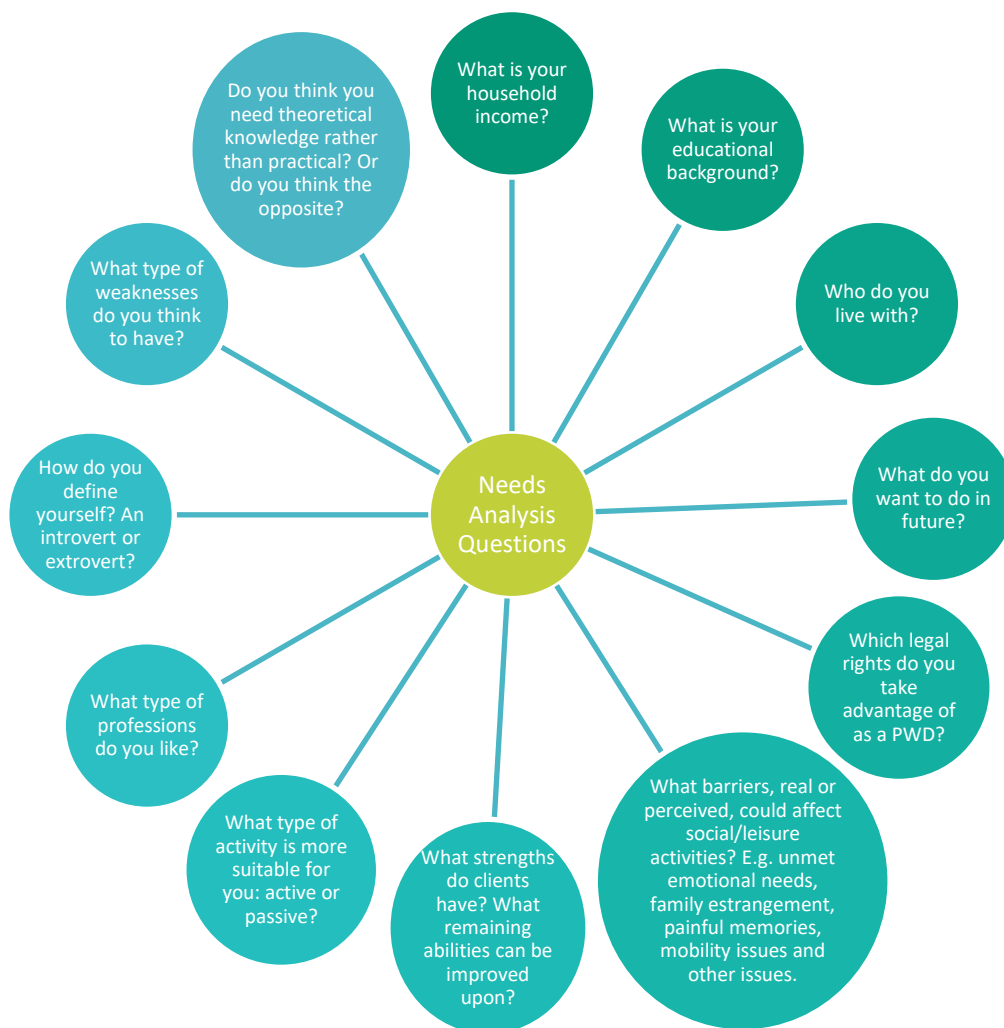 Needs
Analysis
Questions
What is your
household
income?
What is your
educational
background?
Who do you
live with?
What do you
want to do in
future?
Which legal
rights do you
take
advantage of
as a PWD?
What barriers, real or
perceived, could affect
social/leisure
activities? E.g. unmet
emotional needs,
family estrangement,
painful memories,
mobility issues and
other issues.
What strengths
do clients
have? What
remaining
abilities can be
improved
upon?
What type of
activity is more
suitable for
you: active or
passive?
What type of
professions
do you like?
How do you
define
yourself? An
introvert or
extrovert?
What type of
weaknesses
do you think
to have?
Do you think you
need theoretical
knowledge rather
than practical? Or
do you think the
opposite?